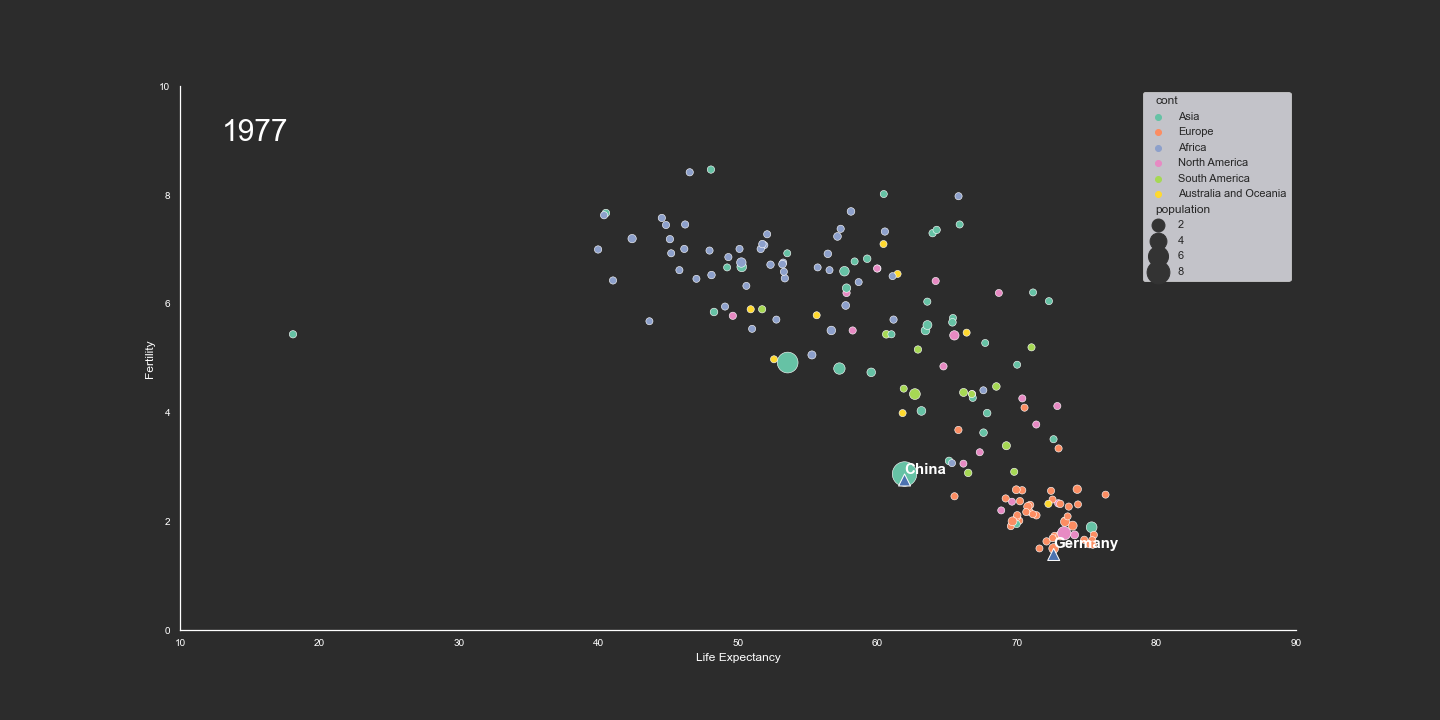 1977
cont
Asia
Europe
Africa
North America
South America
Australia and Oceania
population
2
4
6
8
10
8
6
4
2
0
Fertility
China
Germany
10 20 30 40 50 60 70 80 90
Life Expectancy